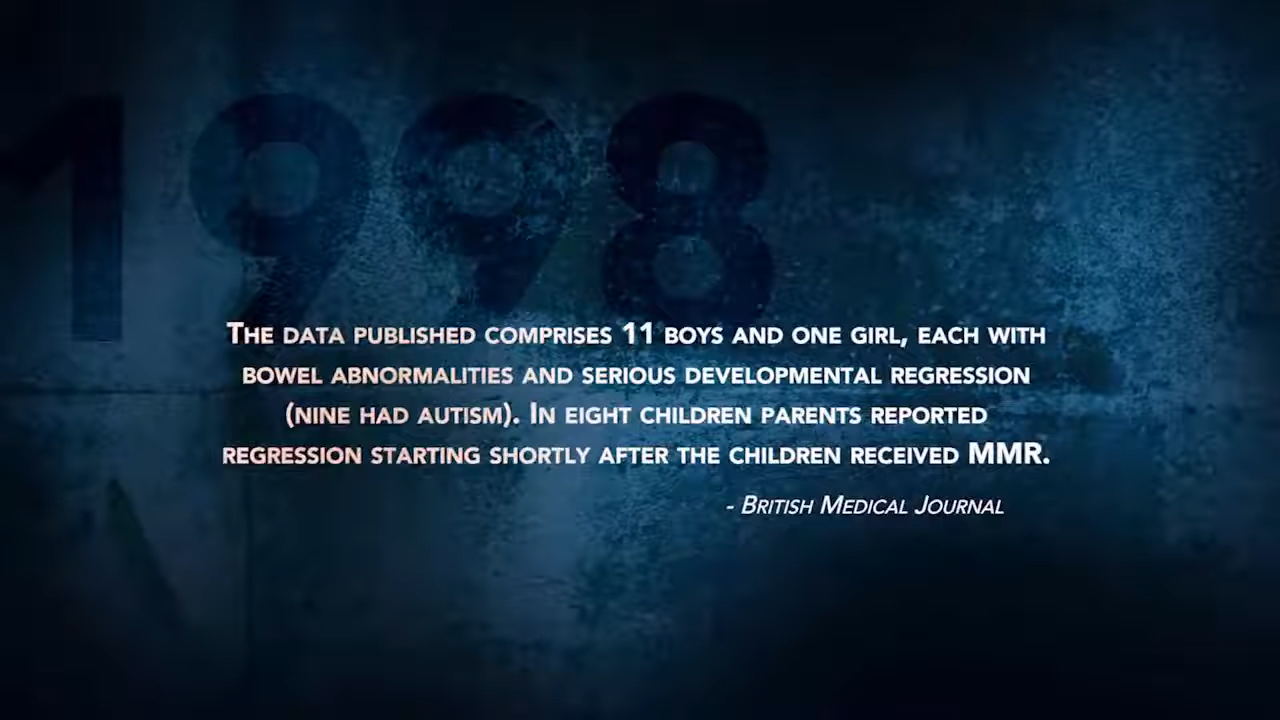 1998
The data published comprises 11 boys and one girl, each with
bowel abnormalities and serious developmental regression
(nine had autism). In eight children parents reported
regression starting shortly after the children received MMR.
- British Medical Journal